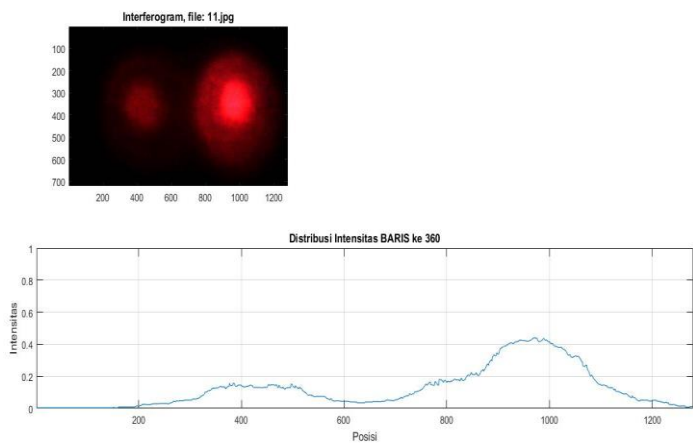 Interferogram, file: 11.jpg
100
200
300
400
500
600
700
200 400 600 800 1000 1200
Distribusi Intensitas BARIS ke 360
Intensitas
1
0.8
0.6
0.4
0.2
0
200 400 600 800 1000 1200
Posisi